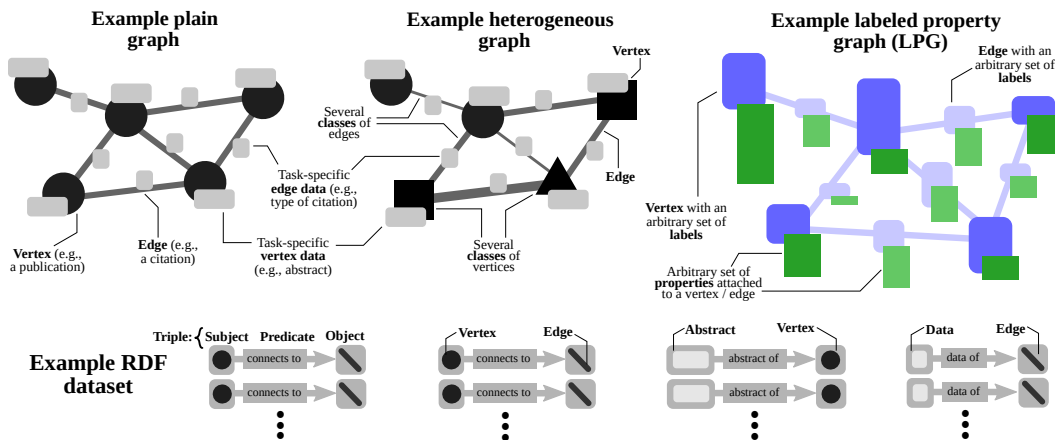 Example plain
graph
Example heterogeneous
graph
Example labeled property
graph (LPG)
Vertex
Edge with an
arbitrary set of
labels
Several
classes of
edges
Task-specific
edge data (e.g.,
type of citation)
Edge
Vertex with an
arbitrary set of
labels
Vertex (e.g.,
a publication)
Edge (e.g.,
a citation)
Task-specific
vertex data
(e.g., abstract)
Several
classes of
vertices
Arbitrary set of
properties attached
to a vertex / edge
Example RDF
dataset
Triple: { Subject Predicate Object
connects to
connects to
Vertex Edge
connects to
connects to
Abstract Vertex
abstract of
abstract of
Data Edge
data of
data of